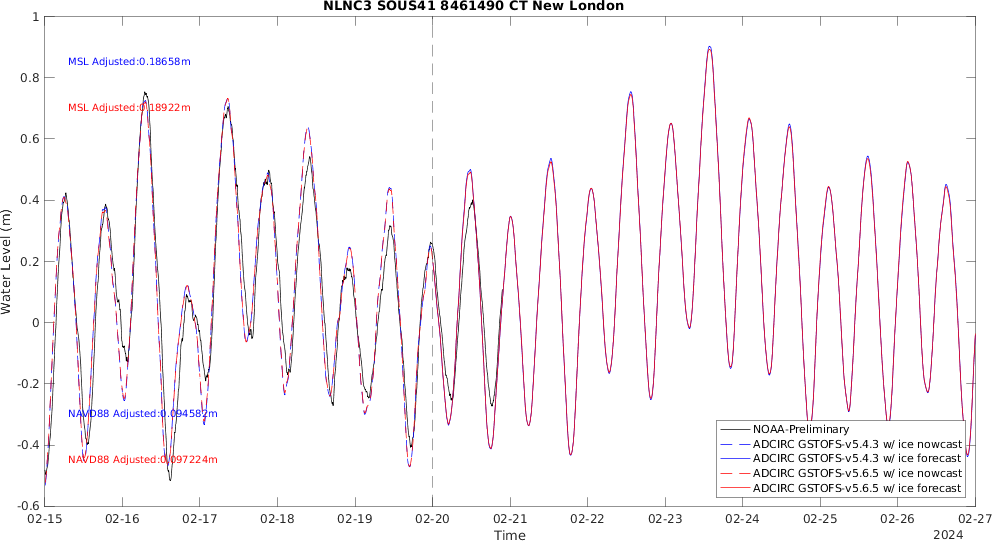 NLNC3 SOUS41 8461490 CT New London
1
0.8
0.6
0.4
0.2
0
-0.2
-0.4
-0.6
Water Level (m)
MSL Adjusted:0.18658m
MSL Adjusted:0.18922m
NAVD88 Adjusted:0.094582m
NAVD88 Adjusted:0.097224m
NOAA-Preliminary
ADCIRC GSTOFS-v5.4.3 w/ ice nowcast
ADCIRC GSTOFS-v5.4.3 w/ ice forecast
ADCIRC GSTOFS-v5.6.5 w/ ice nowcast
ADCIRC GSTOFS-v5.6.5 w/ ice forecast
02-15 02-16 02-17 02-18 02-19 02-20 02-21 02-22 02-23 02-24 02-25 02-26 02-27
Time
2024